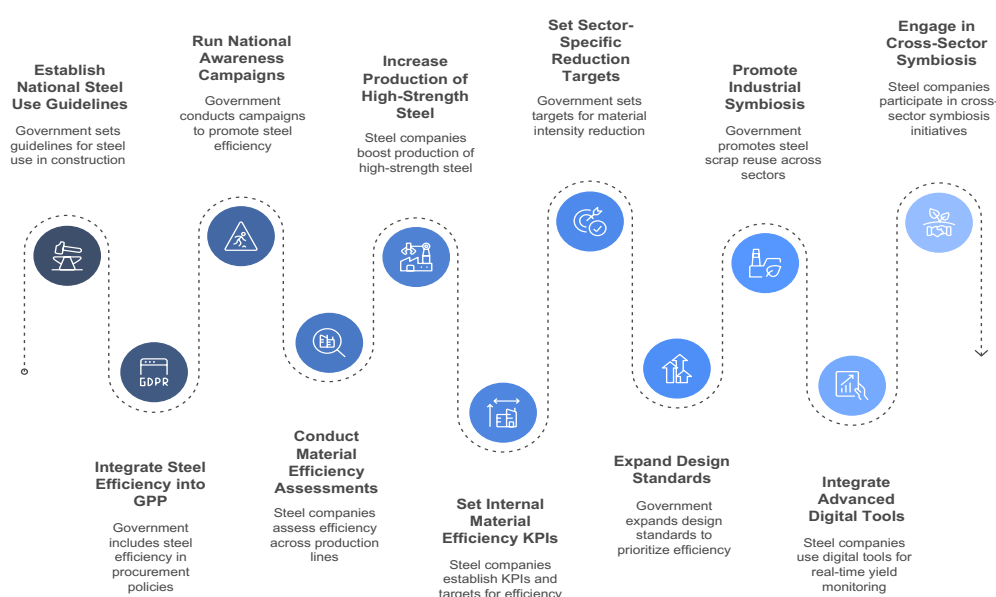 Establish
National Steel
Use Guidelines
Government sets
guidelines for steel
use in construction
GDPR
Integrate Steel
Efficiency into
GPP
Government
includes steel
efficiency in
procurement
policies
Run National
Awareness
Campaigns
Government
conducts campaigns
to promote steel
efficiency
Conduct
Material
Efficiency
Assessments
Steel companies
assess efficiency
across production
lines
Increase
Production of
High-Strength
Steel
Steel companies
boost production of
high-strength steel
Set Internal
Material
Efficiency KPIs
Steel companies
establish KPIs and
targets for efficiency
Set Sector-
Specific
Reduction
Targets
Government sets
targets for material
intensity reduction
Expand Design
Standards
Government
expands design
standards to
prioritize efficiency
Promote
Industrial
Symbiosis
Government
promotes steel
scrap reuse across
sectors
Integrate
Advanced
Digital Tools
Steel companies
use digital tools for
real-time yield
monitoring
Engage in
Cross-Sector
Symbiosis
Steel companies
participate in cross-
sector symbiosis
initiatives